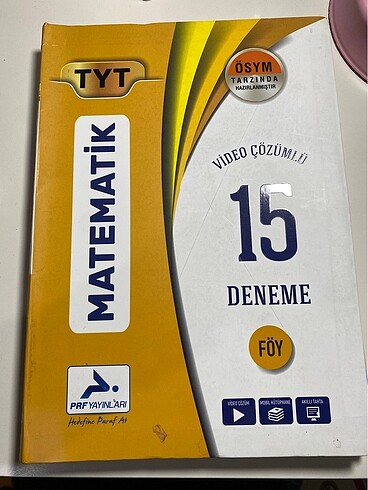 TYT
MATEMATİK
PRF YAYINLARI
Hedefine Paraf At
ÖSYM
TARZINDA
HAZIRLANMIŞTIR
VİDEO ÇÖZÜMLÜ
15
DENEME
FÖY
VİDEO ÇÖZÜM
MOBİL KÜTÜPHANE
AKILLI TAHTA